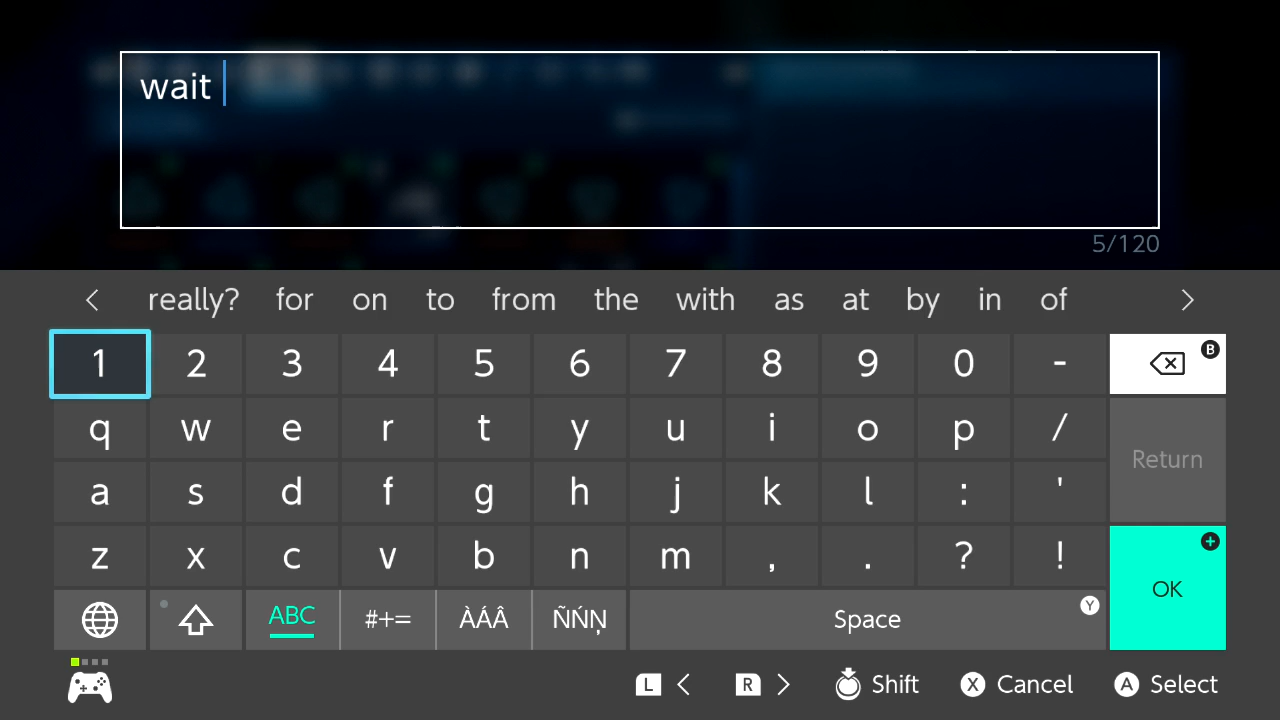 wait
5/120
really? for on to from the with as at by in of
1 2 3 4 5 6 7 8 9 0 - B
q w e r t y u i o p / Return
a s d f g h j k l : '
z x c v b n m , . ? ! OK +
ABC #+= ÀÁÂ ÑŃŅ Space Y
L R Shift X Cancel A Select